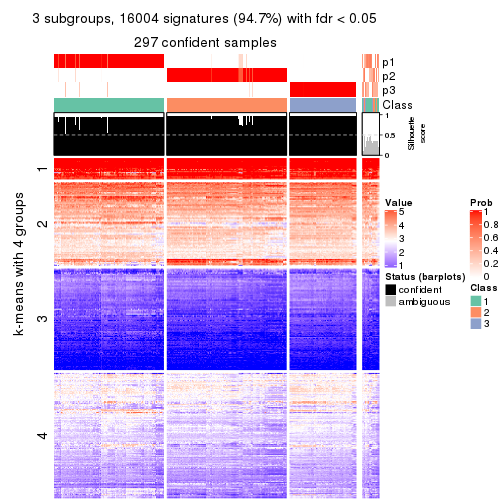 3 subgroups, 16004 signatures (94.7%) with fdr < 0.05
297 confident samples
p1
p2
p3
Class
1
0.5
0
Silhouette
score
k-means with 4 groups
1
2
3
4
Value
5
4
3
2
1
Status (barplots)
confident
ambiguous
Prob
1
0.8
0.6
0.4
0.2
0
Class
1
2
3